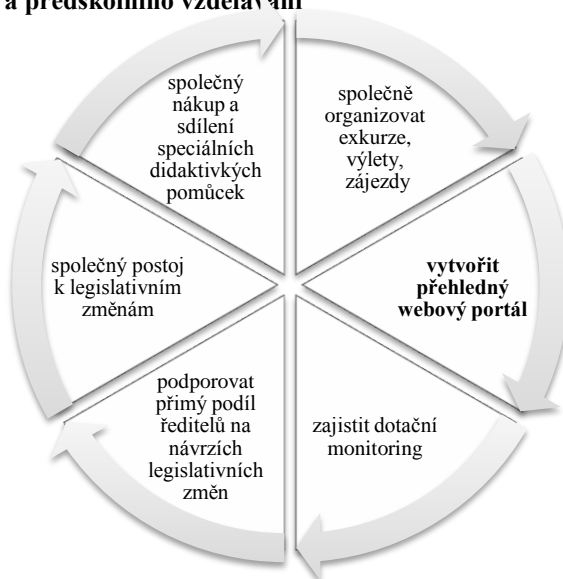 a předškolního vzdělávání
společný
nákup a
sdílení
speciálních
didaktivkých
pomůcek
společně
organizovat
exkurze,
výlety,
zájezdy
vytvořit
přehledný
webový portál
zajistit dotační
monitoring
podporovat
přímý podíl
ředitelů na
návrzích
legislativních
změn
společný postoj
k legislativním
změnám